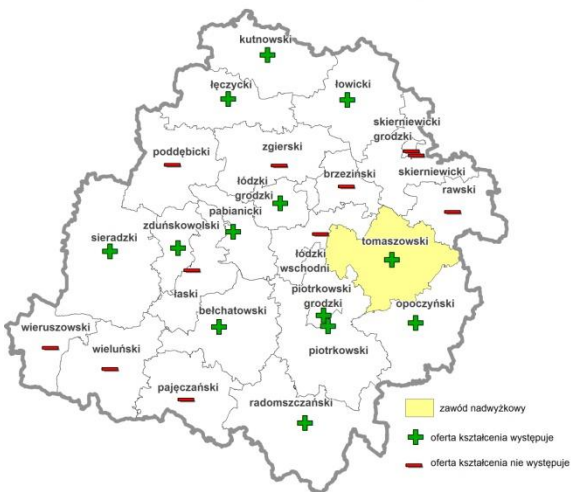 kutnowski
łęczycki
łowicki
skierniewicki
grodzki
poddębicki
zgierski
brzeziński
skierniewicki
rawski
łódzki
grodzki
pabianicki
zduńskowolski
sieradzki
tomaszowski
łódzki
wschodni
łaski
piotrkowski
grodzki
bełchatowski
opoczyński
wieruszowski
wieluński
piotrkowski
pajęczański
radomszczański
zawód nadwyżkowy
oferta kształcenia występuje
oferta kształcenia nie występuje